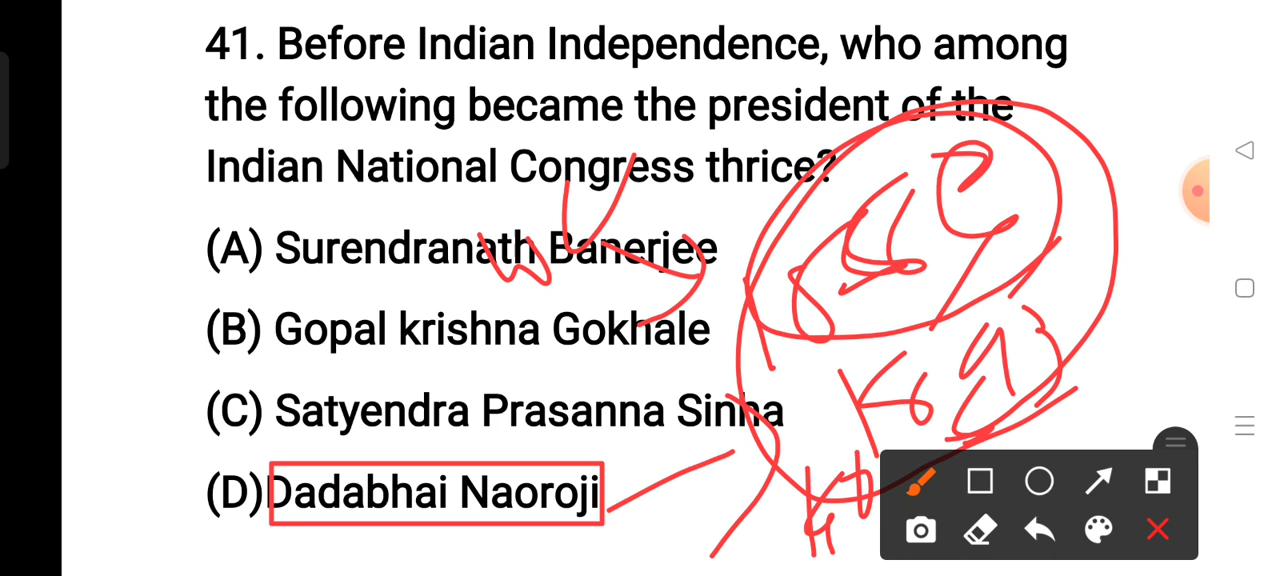 41. Before Indian Independence, who among
the following became the president of the
Indian National Congress thrice?
(A) Surendranath Banerjee
(B) Gopal krishna Gokhale
(C) Satyendra Prasanna Sinha
(D)Dadabhai Naoroji